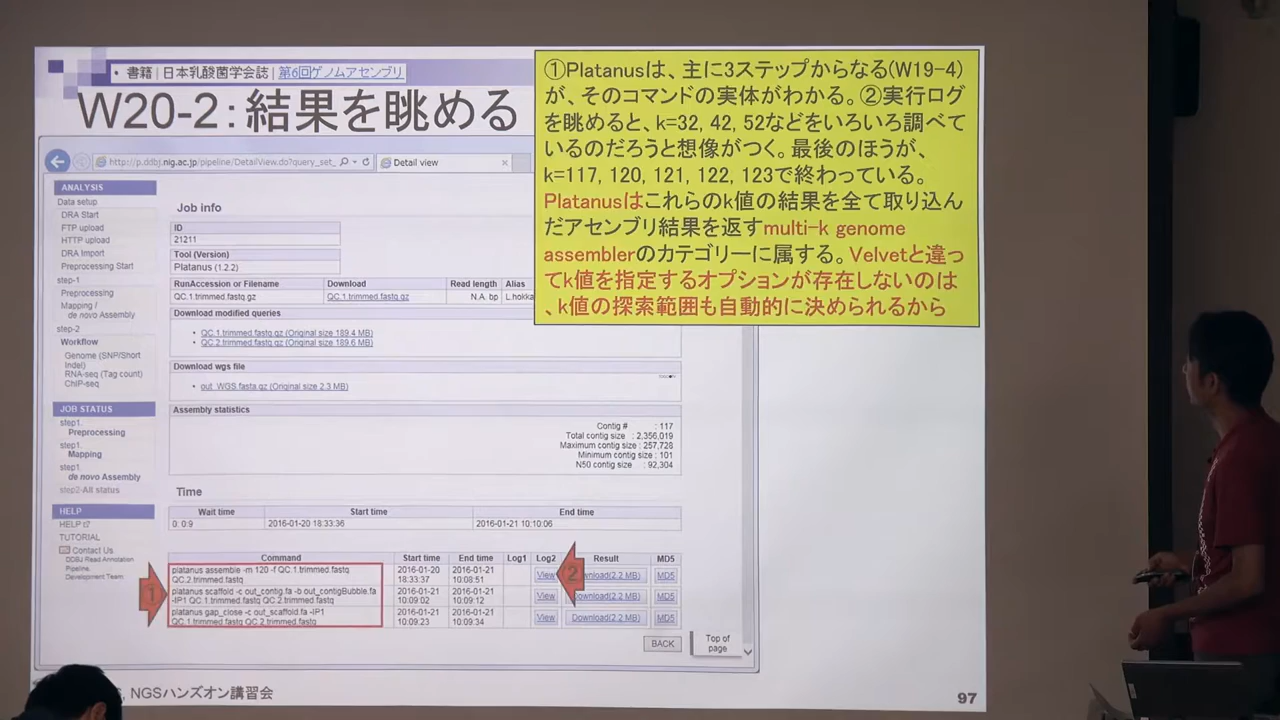 ・書籍 | 日本乳酸菌学会誌 | 第6回ゲノムアセンブリ
W20-2：結果を眺める
①Platanusは、主に3ステップからなる(W19-4)
が、そのコマンドの実体がわかる。②実行ログ
を眺めると、k=32, 42, 52などをいろいろ調べて
いるのだろうと想像がつく。最後のほうが、
k=117, 120, 121, 122, 123で終わっている。
Platanusはこれらのk値の結果を全て取り込ん
だアセンブリ結果を返すmulti-k genome
assemblerのカテゴリーに属する。Velvetと違っ
てk値を指定するオプションが存在しないのは
、k値の探索範囲も自動的に決められるから
http://p.ddbj.nig.ac.jp/pipeline/DetailView.do?query_set_
Detail view
ANALYSIS
Data setup
DRA Start
FTP upload
HTTP upload
DRA Import
Preprocessing Start
step-1
Preprocessing
Mapping /
de novo Assembly
step-2
Workflow
Genome (SNP/Short
Indel)
RNA-seq (Tag count)
ChIP-seq
JOB STATUS
step1.
Preprocessing
step1.
Mapping
step1
de novo Assembly
step2-All status
HELP
HELP
TUTORIAL
Contact Us
DDBJ Read Annotation
Pipeline.
Development Team
Job info
ID
21211
Tool (Version)
Platanus (1.2.2)
RunAccession or Filename Download Read length Alias
QC.1.trimmed.fastq.gz QC.1.trimmed.fastq.gz N.A. bp L.hokka
Download modified queries
QC.1.trimmed.fastq.gz (Original size 189.4 MB)
QC.2.trimmed.fastq.gz (Original size 189.6 MB)
Download wgs file
out_WGS.fasta.gz (Original size 2.3 MB)
Assembly statistics
Contig # : 117
Total contig size : 2,356,019
Maximum contig size : 257,728
Minimum contig size : 101
N50 contig size : 92,304
Time
Wait time Start time End time
0: 0:9 2016-01-20 18:33:36 2016-01-21 10:10:06
Command Start time End time Log1 Log2 Result MD5
platanus assemble -m 120 -f QC.1.trimmed.fastq 2016-01-20 2016-01-21 View ownload(2.2 MB) MD5
QC.2.trimmed.fastq 18:33:37 10:08:51
platanus scaffold -c out_contig.fa -b out_contigBubble.fa 2016-01-21 2016-01-21 View ownload(2.2 MB) MD5
-IP1 QC.1.trimmed.fastq QC.2.trimmed.fastq 10:09:02 10:09:12
platanus gap_close -c out_scaffold.fa -IP1 2016-01-21 2016-01-21 View Download(2.2 MB) MD5
QC.1.trimmed.fastq QC.2.trimmed.fastq 10:09:23 10:09:34
①
②
BACK
Top of
page
, NGSハンズオン講習会
97